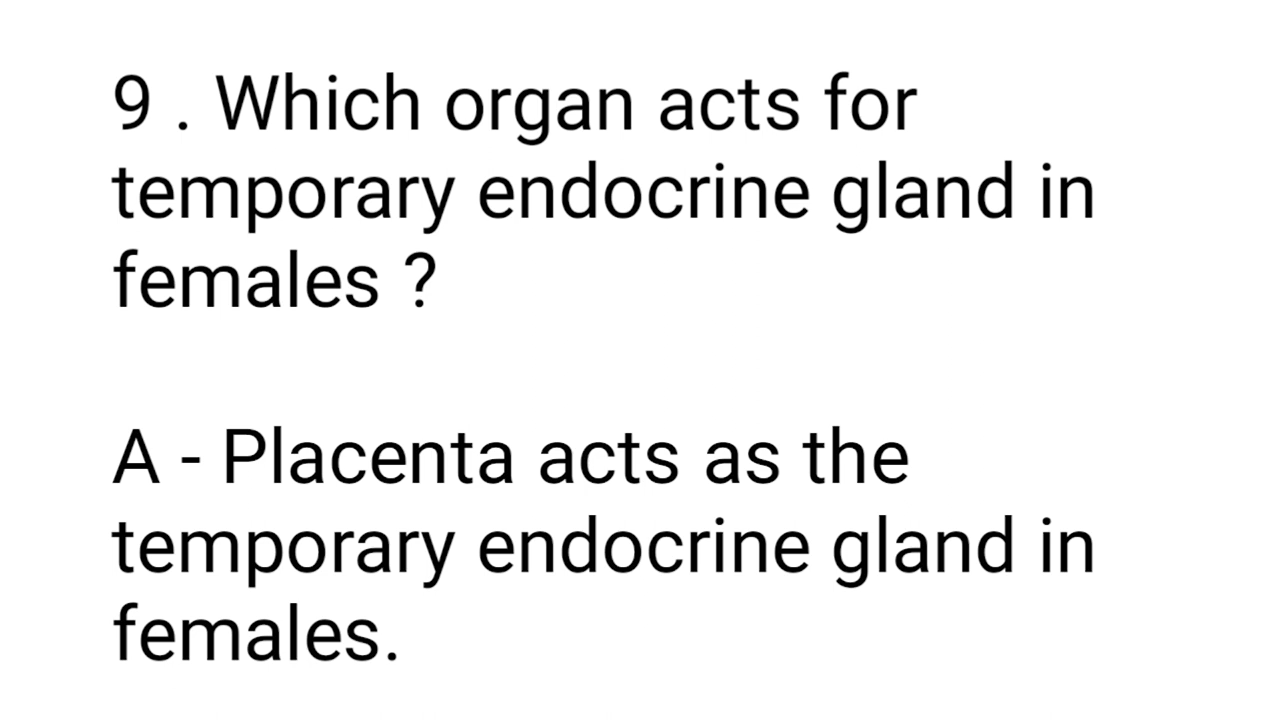 9 . Which organ acts for
temporary endocrine gland in
females ?
A - Placenta acts as the
temporary endocrine gland in
females.